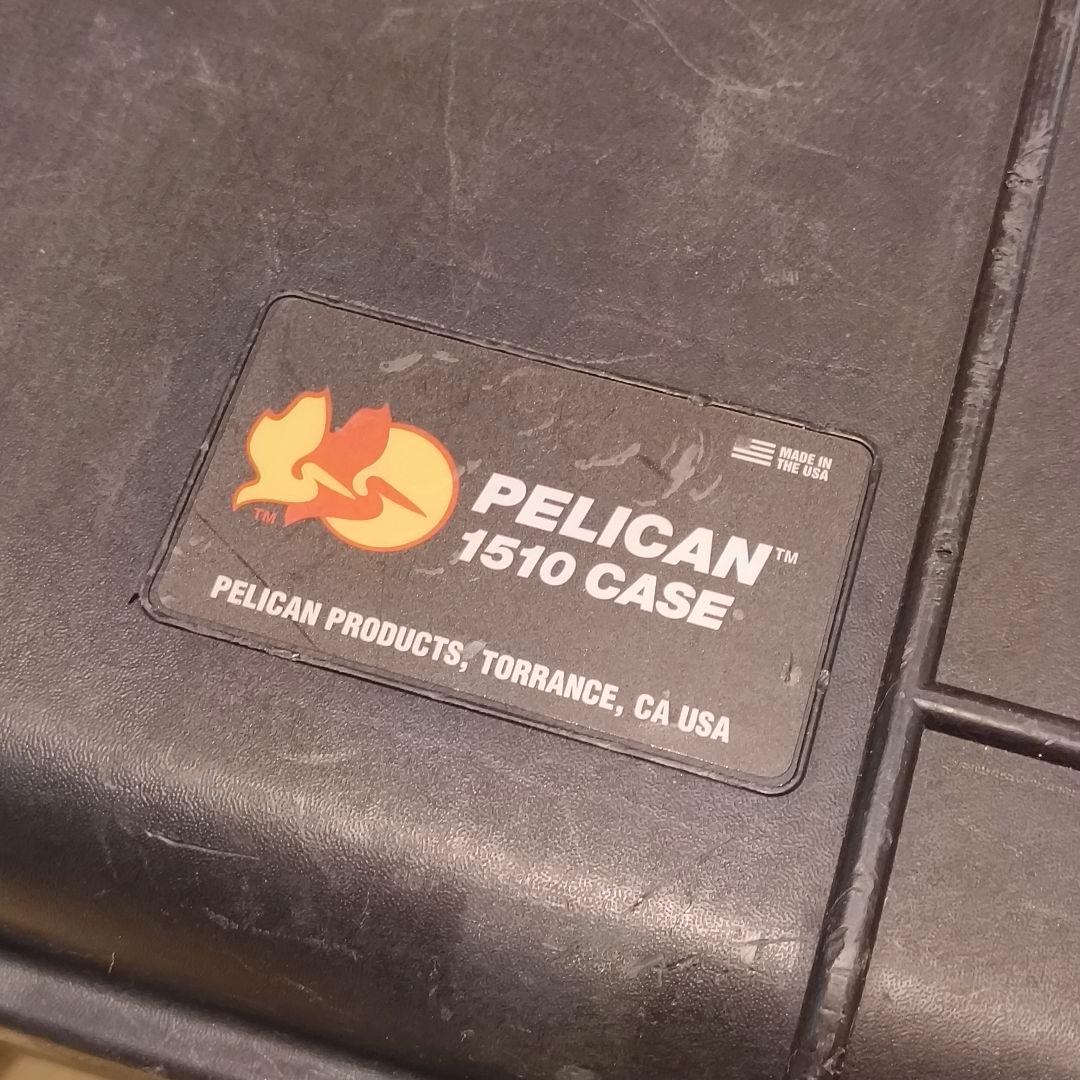 MADE IN
THE USA
PELICAN™
1510 CASE
TM
PELICAN PRODUCTS, TORRANCE, CA USA